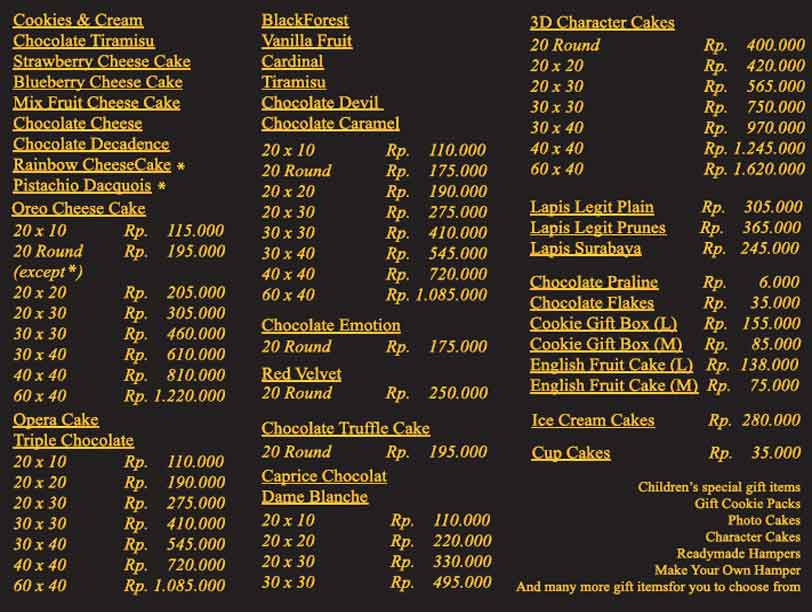 Cookies & Cream
Chocolate Tiramisu
Strawberry Cheese Cake
Blueberry Cheese Cake
Mix Fruit Cheese Cake
Chocolate Cheese
Chocolate Decadence
Rainbow CheeseCake *
Pistachio Dacquois *
Oreo Cheese Cake
20 x 10 Rp. 115.000
20 Round Rp. 195.000
(except*)
20 x 20 Rp. 205.000
20 x 30 Rp. 305.000
30 x 30 Rp. 460.000
30 x 40 Rp. 610.000
40 x 40 Rp. 810.000
60 x 40 Rp. 1.220.000
Opera Cake
Triple Chocolate
20 x 10 Rp. 110.000
20 x 20 Rp. 190.000
20 x 30 Rp. 275.000
30 x 30 Rp. 410.000
30 x 40 Rp. 545.000
40 x 40 Rp. 720.000
60 x 40 Rp. 1.085.000
BlackForest
Vanilla Fruit
Cardinal
Tiramisu
Chocolate Devil
Chocolate Caramel
20 x 10 Rp. 110.000
20 Round Rp. 175.000
20 x 20 Rp. 190.000
20 x 30 Rp. 275.000
30 x 30 Rp. 410.000
30 x 40 Rp. 545.000
40 x 40 Rp. 720.000
60 x 40 Rp. 1.085.000
Chocolate Emotion
20 Round Rp. 175.000
Red Velvet
20 Round Rp. 250.000
Chocolate Truffle Cake
20 Round Rp. 195.000
Caprice Chocolat
Dame Blanche
20 x 10 Rp. 110.000
20 x 20 Rp. 220.000
20 x 30 Rp. 330.000
30 x 30 Rp. 495.000
3D Character Cakes
20 Round Rp. 400.000
20 x 20 Rp. 420.000
20 x 30 Rp. 565.000
30 x 30 Rp. 750.000
30 x 40 Rp. 970.000
40 x 40 Rp. 1.245.000
60 x 40 Rp. 1.620.000
Lapis Legit Plain Rp. 305.000
Lapis Legit Prunes Rp. 365.000
Lapis Surabaya Rp. 245.000
Chocolate Praline Rp. 6.000
Chocolate Flakes Rp. 35.000
Cookie Gift Box (L) Rp. 155.000
Cookie Gift Box (M) Rp. 85.000
English Fruit Cake (L) Rp. 138.000
English Fruit Cake (M) Rp. 75.000
Ice Cream Cakes Rp. 280.000
Cup Cakes Rp. 35.000
Children's special gift items
Gift Cookie Packs
Photo Cakes
Character Cakes
Readymade Hampers
Make Your Own Hamper
And many more gift itemsfor you to choose from